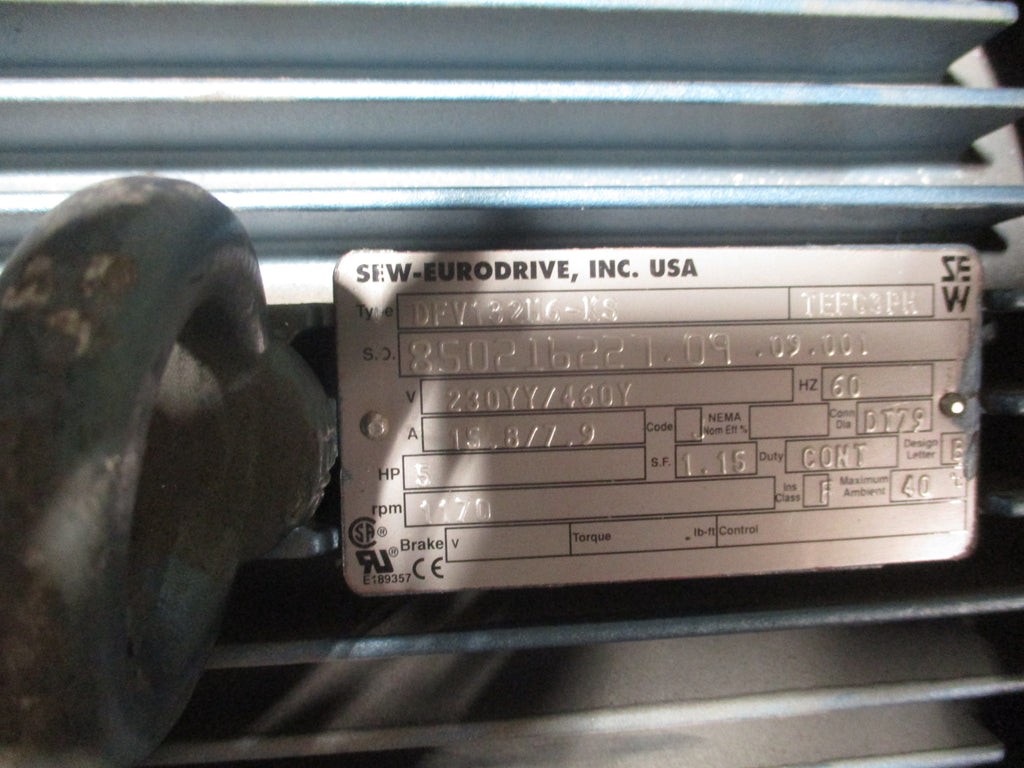 SEW-EURODRIVE, INC. USA
SEW
Type DFV132M6-KS TEFC3PH
S.O. 850216227.09 .09.001
V 230YY/460Y HZ 60
A 15.8/7.9 Code J NEMA Nom Eff % Conn Dia DT79
HP 5 S.F. 1.15 Duty CONT Design Letter B
rpm 1170 Ins Class F Maximum Ambient 40
Brake V Torque lb-ft Control
E189357 CE